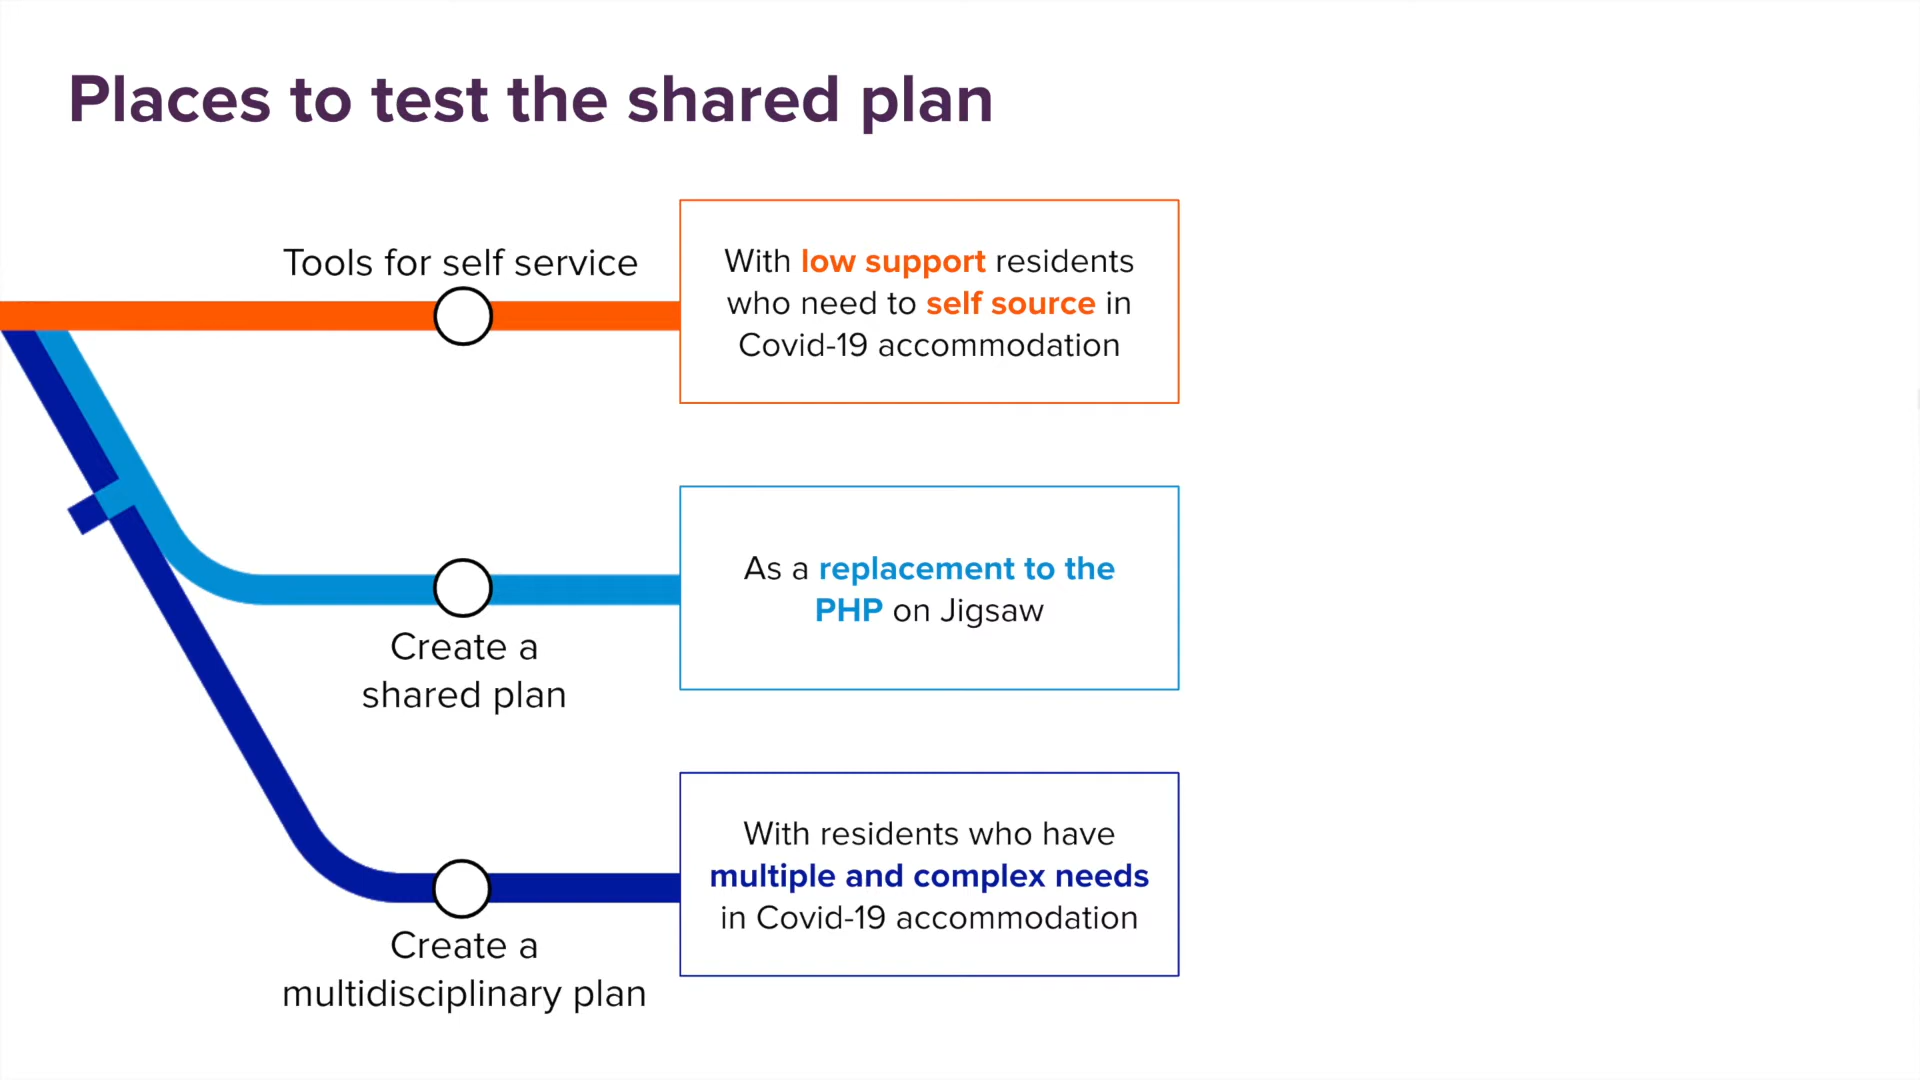 Places to test the shared plan
Tools for self service
With low support residents
who need to self source in
Covid-19 accommodation
As a replacement to the
PHP on Jigsaw
Create a
shared plan
With residents who have
multiple and complex needs
in Covid-19 accommodation
Create a
multidisciplinary plan